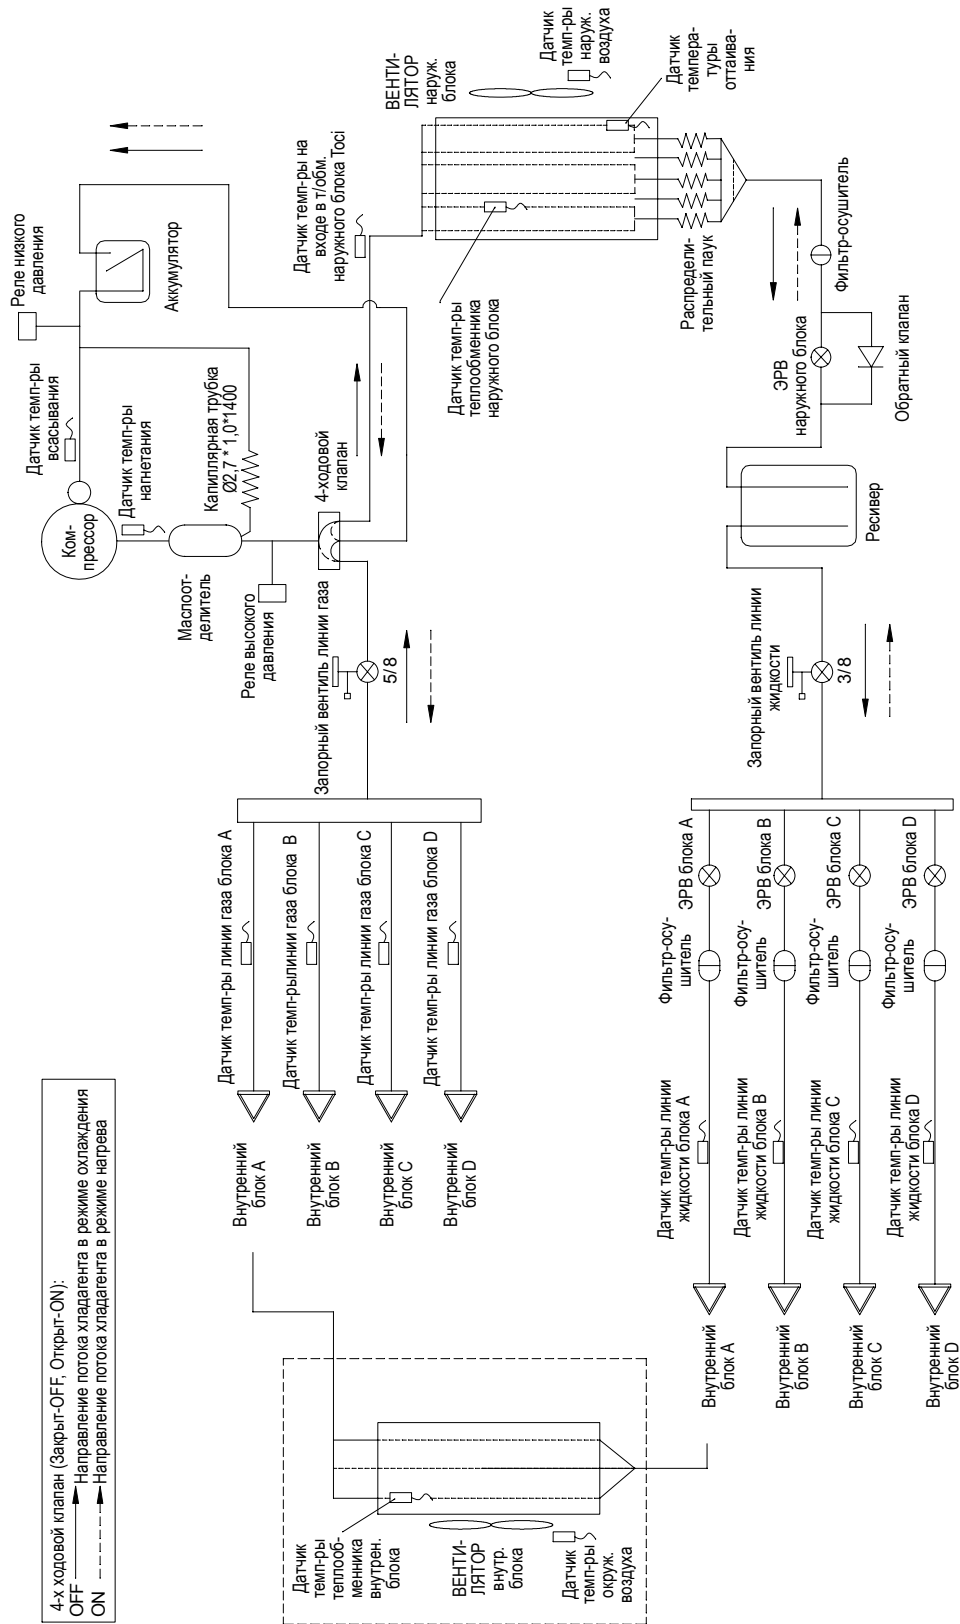 4-х ходовой клапан (Закрыт-OFF, Открыт-ON):
OFF Направление потока хладагента в режиме охлаждения
ON Направление потока хладагента в режиме нагрева
Датчик
темп-ры
теплооб-
менника
внутрен.
блока
ВЕНТИ-
ЛЯТОР
внутр.
блока
Датчик
темп-ры
окруж.
воздуха
Внутренний
блок A
Внутренний
блок B
Внутренний
блок C
Внутренний
блок D
Датчик темп-ры линии газа блока A
Датчик темп-рылинии газа блока B
Датчик темп-ры линии газа блока C
Датчик темп-ры линии газа блока D
Внутренний
блок A
Внутренний
блок B
Внутренний
блок C
Внутренний
блок D
Датчик темп-ры линии
жидкости блока A
Датчик темп-ры линии
жидкости блока B
Датчик темп-ры линии
жидкости блока C
Датчик темп-ры линии
жидкости блока D
Фильтр-осу-
шитель
Фильтр-осу-
шитель
Фильтр-осу-
шитель
Фильтр-осу-
шитель
ЭРВ блока A
ЭРВ блока B
ЭРВ блока C
ЭРВ блока D
Запорный вентиль линии газа
5/8
Запорный вентиль линии
жидкости
3/8
Реле высокого
давления
Маслоот-
делитель
Ком-
прессор
Датчик темп-ры
нагнетания
Датчик темп-ры
всасывания
Капиллярная трубка
Ø2,7 * 1,0*1400
4-ходовой
клапан
Реле низкого
давления
Аккумулятор
Датчик темп-ры на
входе в т/обм.
наружного блока Toci
Датчик темп-ры
теплообменника
наружного блока
ВЕНТИ-
ЛЯТОР
наруж.
блока
Датчик
темп-ры
наруж.
воздуха
Датчик
темпера-
туры
оттаива-
ния
Распредели-
тельный паук
Фильтр-осушитель
ЭРВ
наружного блока
Обратный клапан
Ресивер